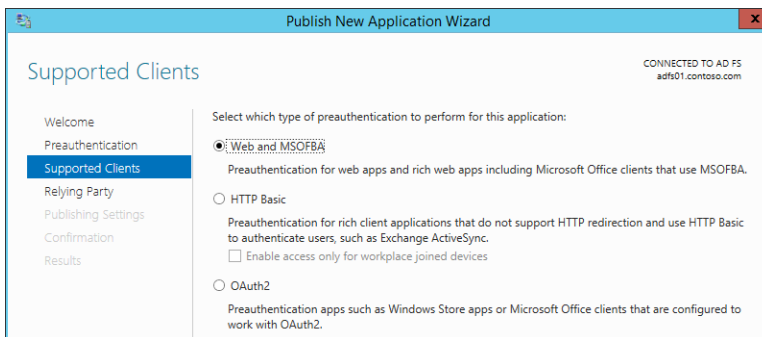 Publish New Application Wizard
x
Supported Clients
CONNECTED TO AD FS
adfs01.contoso.com
Welcome
Preauthentication
Supported Clients
Relying Party
Publishing Settings
Confirmation
Results
Select which type of preauthentication to perform for this application:
Web and MSOFBA
Preauthentication for web apps and rich web apps including Microsoft Office clients that use MSOFBA.
HTTP Basic
Preauthentication for rich client applications that do not support HTTP redirection and use HTTP Basic
to authenticate users, such as Exchange ActiveSync.
Enable access only for workplace joined devices
OAuth2
Preauthentication apps such as Windows Store apps or Microsoft Office clients that are configured to
work with OAuth2.